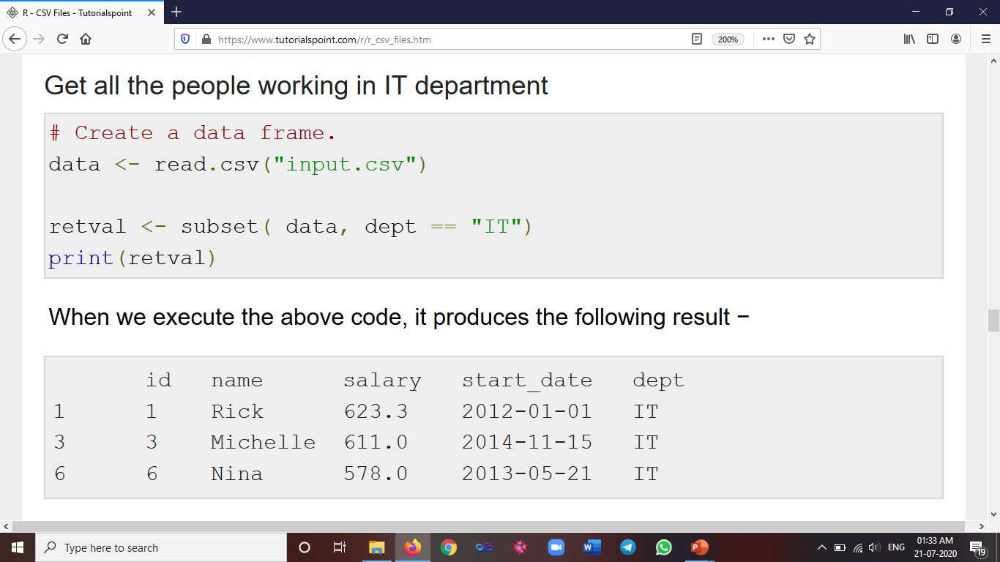 R - CSV Files - Tutorialspoint
https://www.tutorialspoint.com/r/r_csv_files.htm
200%
Get all the people working in IT department
# Create a data frame.
data <- read.csv("input.csv")
retval <- subset( data, dept == "IT")
print(retval)
When we execute the above code, it produces the following result −
id name salary start_date dept
1 1 Rick 623.3 2012-01-01 IT
3 3 Michelle 611.0 2014-11-15 IT
6 6 Nina 578.0 2013-05-21 IT
Type here to search
ENG
01:33 AM
21-07-2020
19